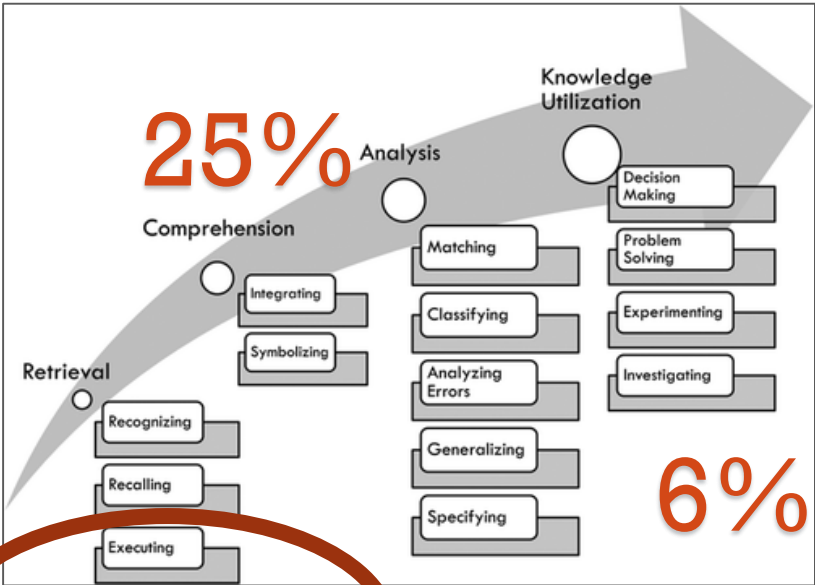 Knowledge
Utilization
25%
Analysis
Decision
Making
Comprehension
Matching
Problem
Solving
Integrating
Classifying
Experimenting
Symbolizing
Retrieval
Analyzing
Errors
Investigating
Recognizing
Generalizing
Recalling
6%
Specifying
Executing